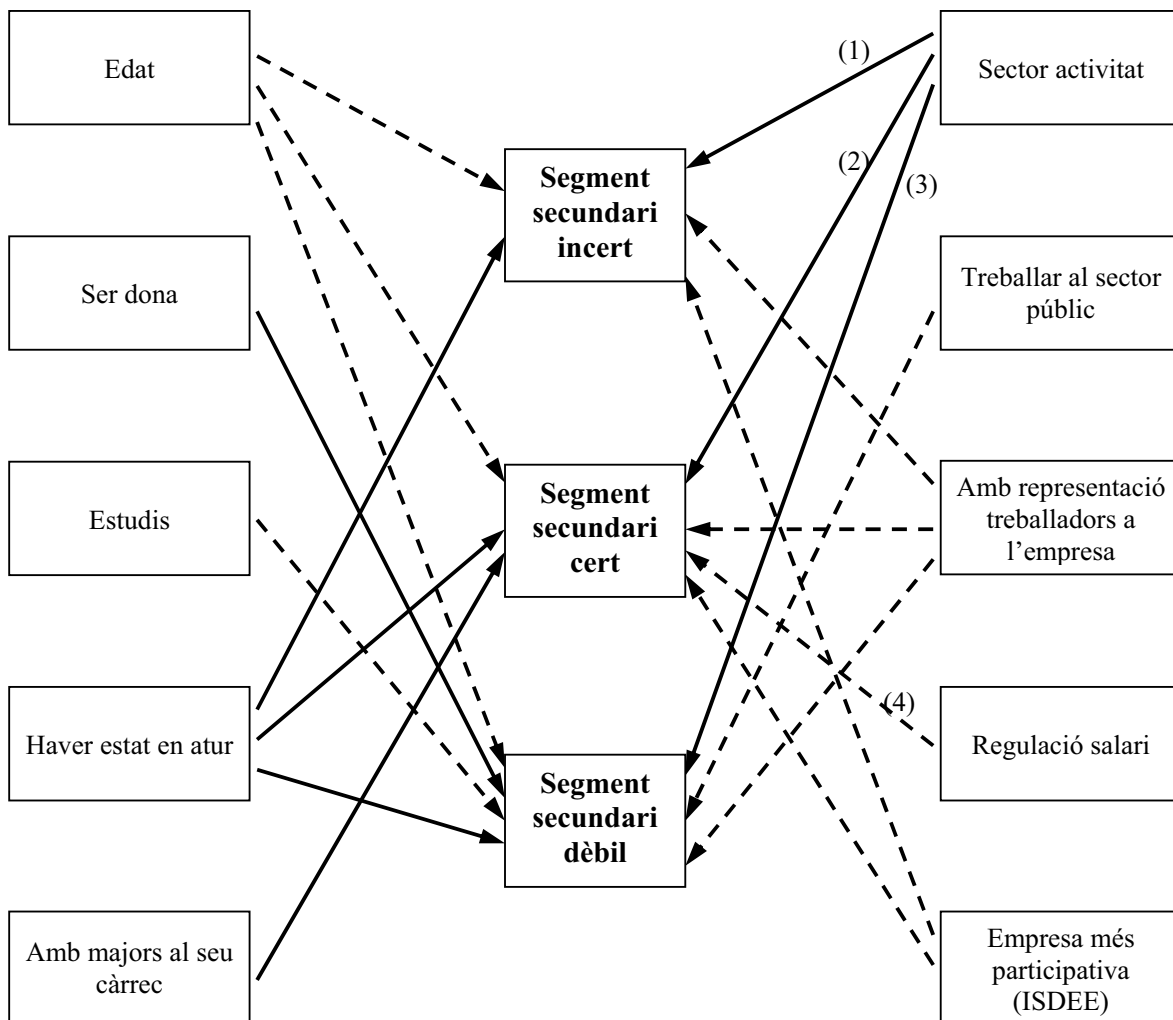 Edat
(1)
Sector activitat
Segment
secundari
incert
(2)
(3)
Ser dona
Treballar al sector
públic
Estudis
Segment
secundari
cert
Amb representació
treballadors a
l’empresa
Haver estat en atur
(4)
Regulació salari
Segment
secundari
dèbil
Amb majors al seu
càrrec
Empresa més
participativa
(ISDEE)